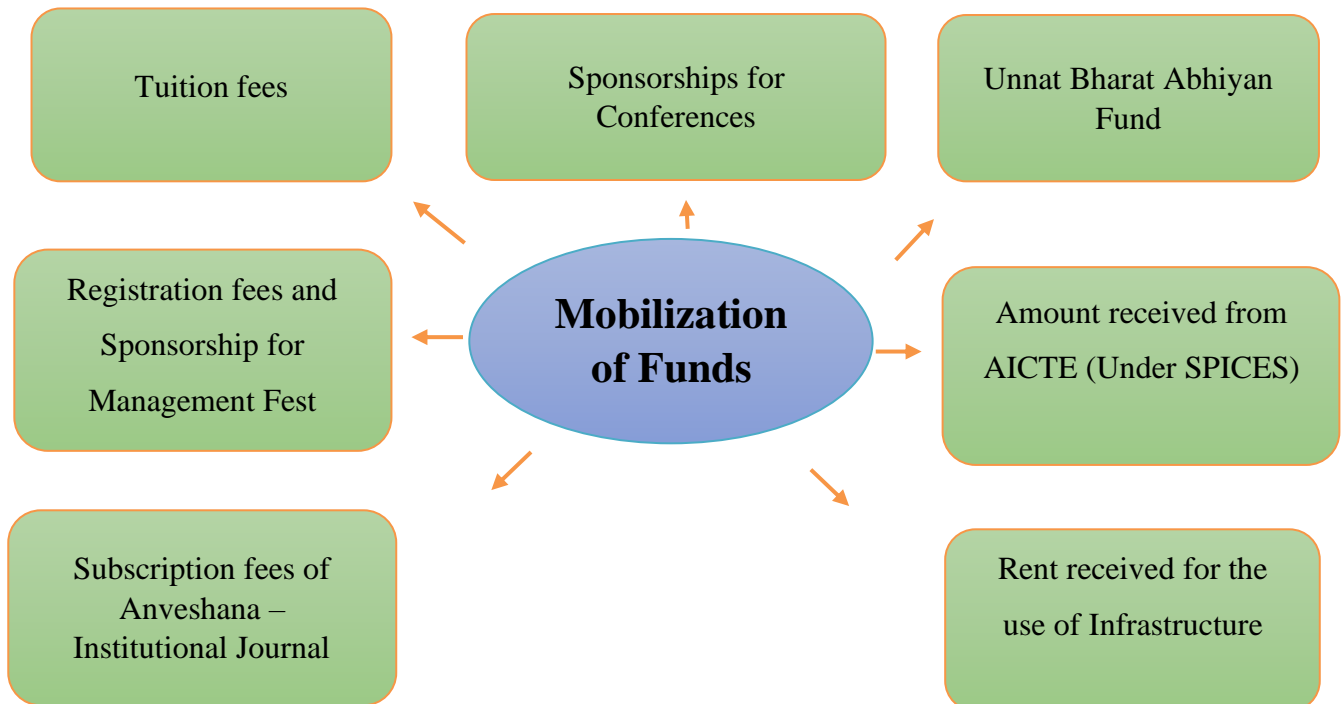 Tuition fees
Sponsorships for
Conferences
Unnat Bharat Abhiyan
Fund
Registration fees and
Sponsorship for
Management Fest
Mobilization
of Funds
Amount received from
AICTE (Under SPICES)
Subscription fees of
Anveshana –
Institutional Journal
Rent received for the
use of Infrastructure